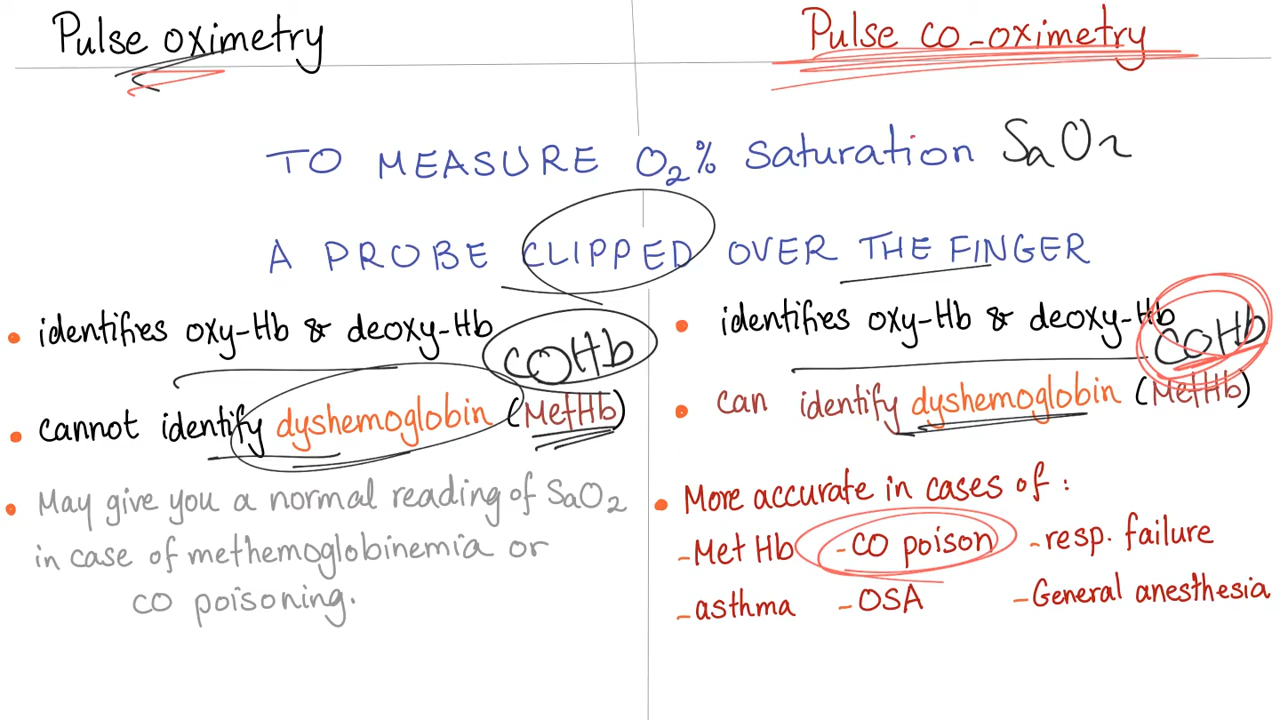 Pulse oximetry
Pulse co-oximetry
TO MEASURE O2% Saturation SaO2
A PROBE CLIPPED OVER THE FINGER
• identifies oxy-Hb & deoxy-Hb
COHb
• cannot identify dyshemoglobin (MetHb)
• May give you a normal reading of SaO2
in case of methemoglobinemia or
CO poisoning.
• identifies oxy-Hb & deoxy-Hb
COHb
• can identify dyshemoglobin (MetHb)
• More accurate in cases of :
- Met Hb - CO poison - resp. failure
- asthma - OSA - General anesthesia